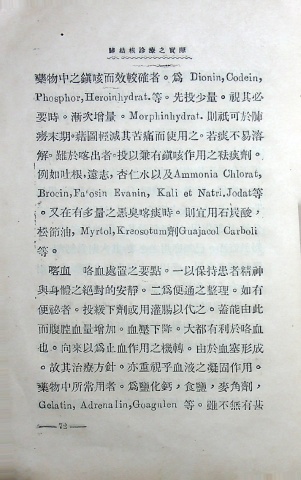 肺結核診療之實際
藥物中之鎭咳而效較確者。爲 Dionin, Codein,
Phosphor, Heroinhydrat. 等。先投少量。視其必
要時。漸次增量。Morphinhydrat. 則祇可於肺
癆末期。藉圖輕減其苦痛而使用之。若痰不易溶
解。難於喀出者。投以兼有鎭咳作用之祛痰劑。
例如吐根, 遠志, 杏仁水以及Ammonia Chlorat,
Brocin, Fa'osin Evanin, Kali et Natri. Jodat等
。又在有多量之惡臭喀痰時。則宜用石炭酸,
松節油, Myrtol, Kreosotum劑Guajacol Carboli
等。
喀血 咯血處置之要點。一以保持患者精神
與身體之絕對的安靜。二爲便通之整理。如有
便祕者。投緩下劑或用灌腸以代之。蓋能由此
而腹腔血量增加。血壓下降。大都有利於咯血
也。向來以爲止血作用之機轉。由於血塞形成
。故其治療方針。亦重視乎血液之凝固作用。
藥物中所常用者。爲鹽化鈣, 食鹽, 麥角劑,
Gelatin, Adrenalin, Coagulen 等。雖不無有甚
—72—